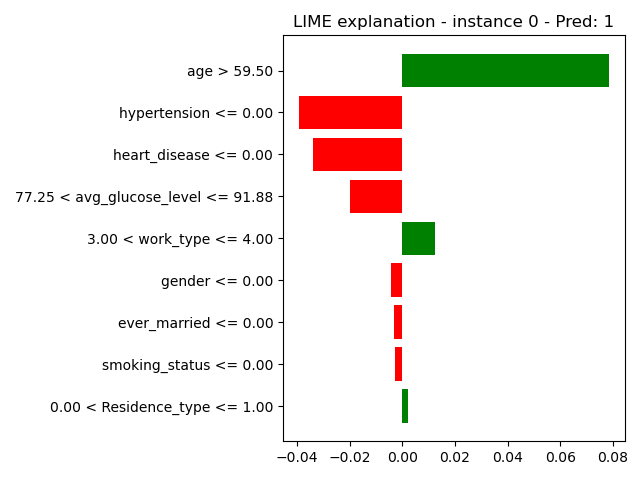 LIME explanation - instance 0 - Pred: 1
age > 59.50
hypertension <= 0.00
heart_disease <= 0.00
77.25 < avg_glucose_level <= 91.88
3.00 < work_type <= 4.00
gender <= 0.00
ever_married <= 0.00
smoking_status <= 0.00
0.00 < Residence_type <= 1.00
−0.04 −0.02 0.00 0.02 0.04 0.06 0.08